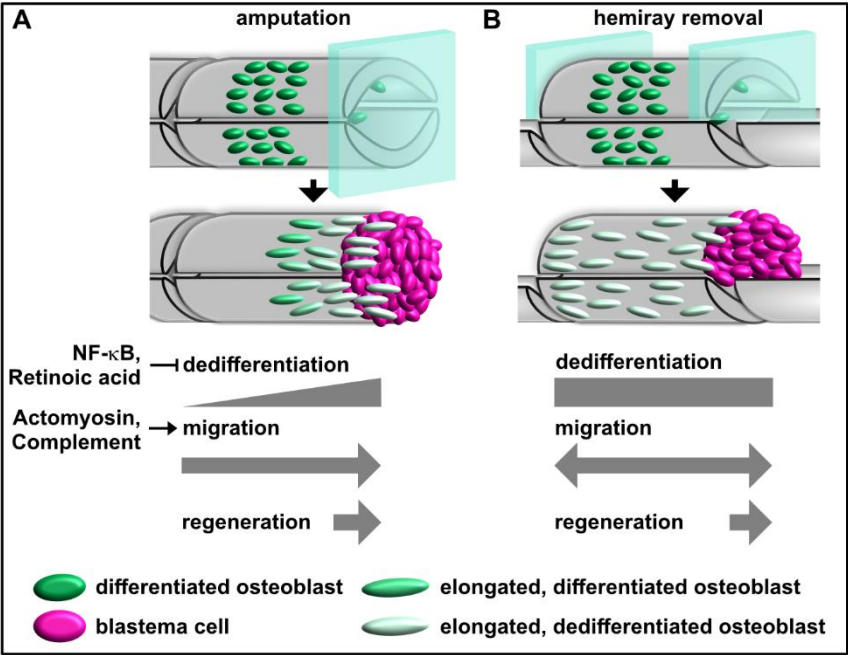 A
amputation
B
hemiray removal
NF-κB,
Retinoic acid
dedifferentiation
Actomyosin,
Complement
migration
regeneration
dedifferentiation
migration
regeneration
differentiated osteoblast
elongated, differentiated osteoblast
blastema cell
elongated, dedifferentiated osteoblast